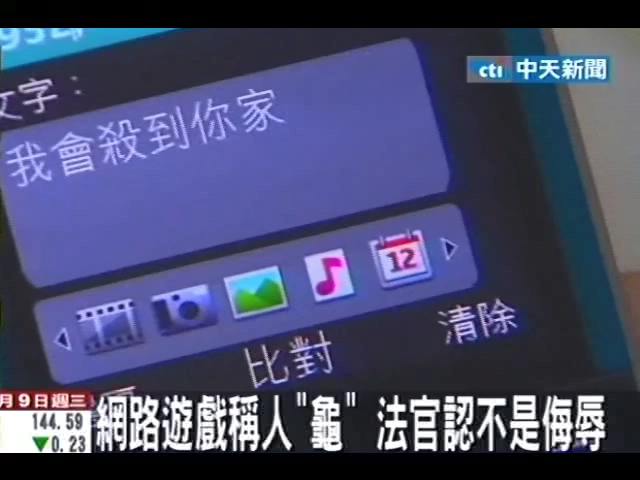 cti 中天新聞
文字：
我會殺到你家
12
比對
清除
月9日週三
144.59
▼0.23
網路遊戲稱人"龜" 法官認不是侮辱